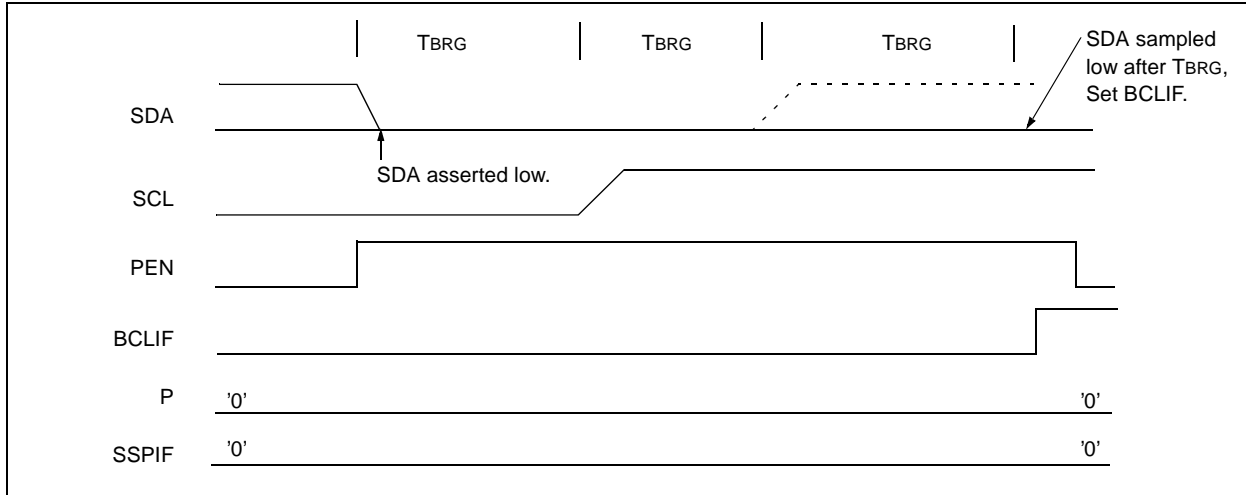 TBRG TBRG TBRG
SDA sampled
low after TBRG,
Set BCLIF.
SDA
SDA asserted low.
SCL
PEN
BCLIF
P '0' '0'
SSPIF '0' '0'